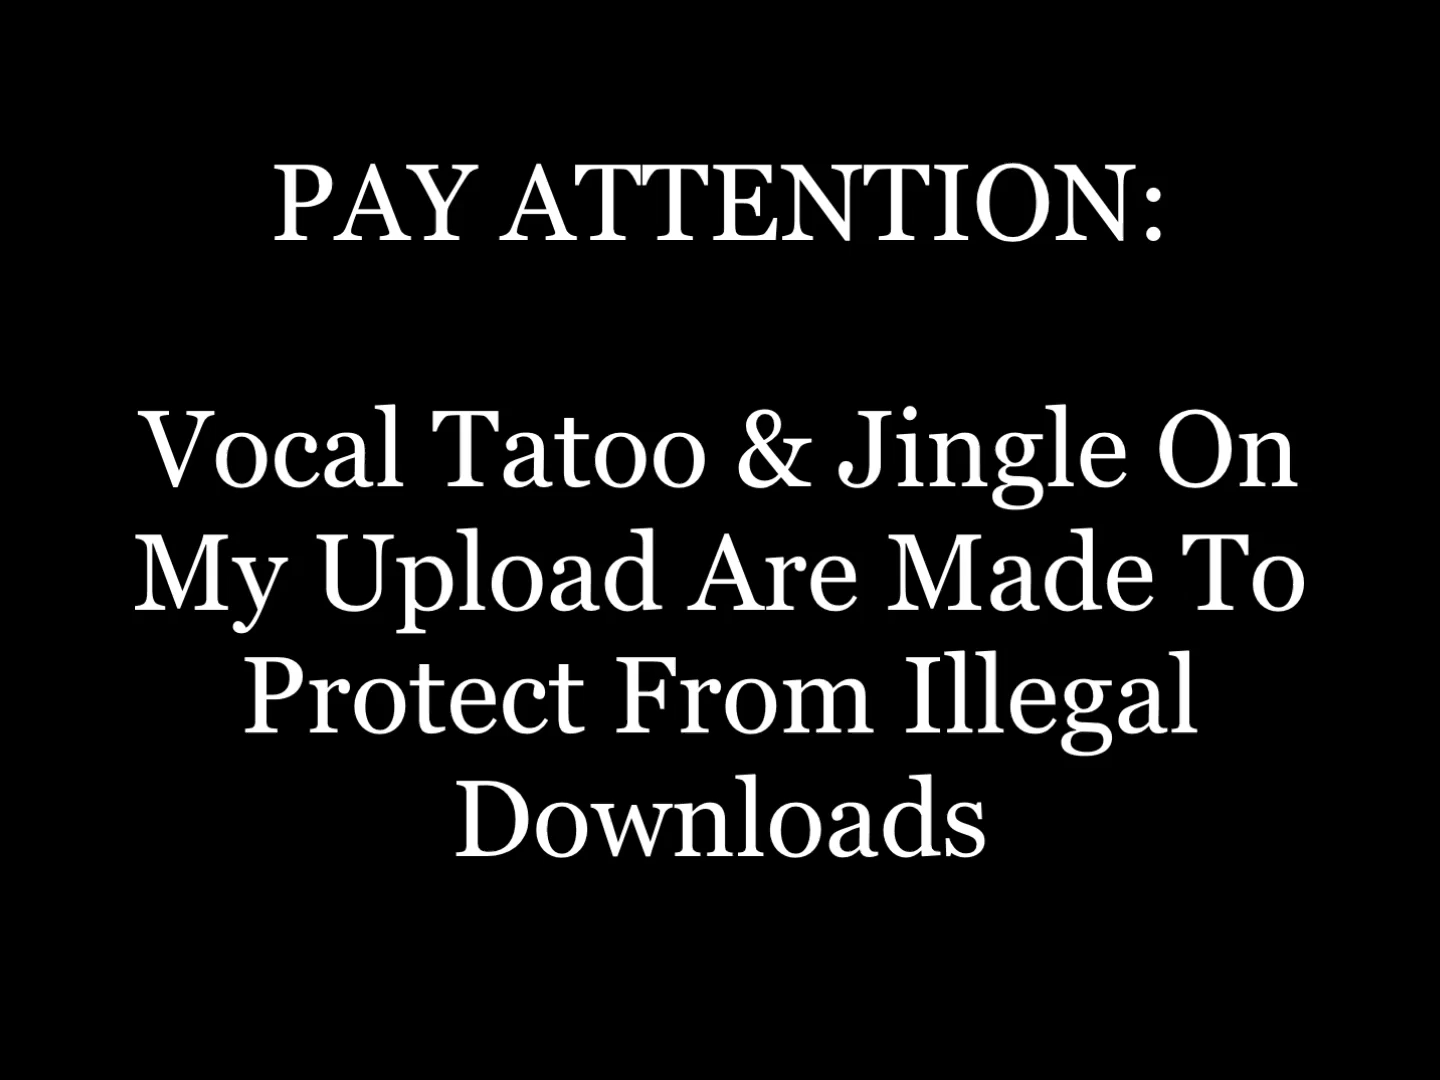 PAY ATTENTION:
Vocal Tatoo & Jingle On
My Upload Are Made To
Protect From Illegal
Downloads